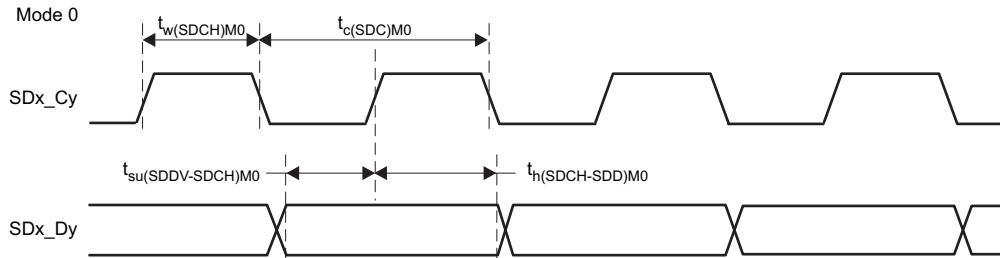 Mode 0
tw(SDCH)M0
tc(SDC)M0
SDx_Cy
tsu(SDDV-SDCH)M0
th(SDCH-SDD)M0
SDx_Dy